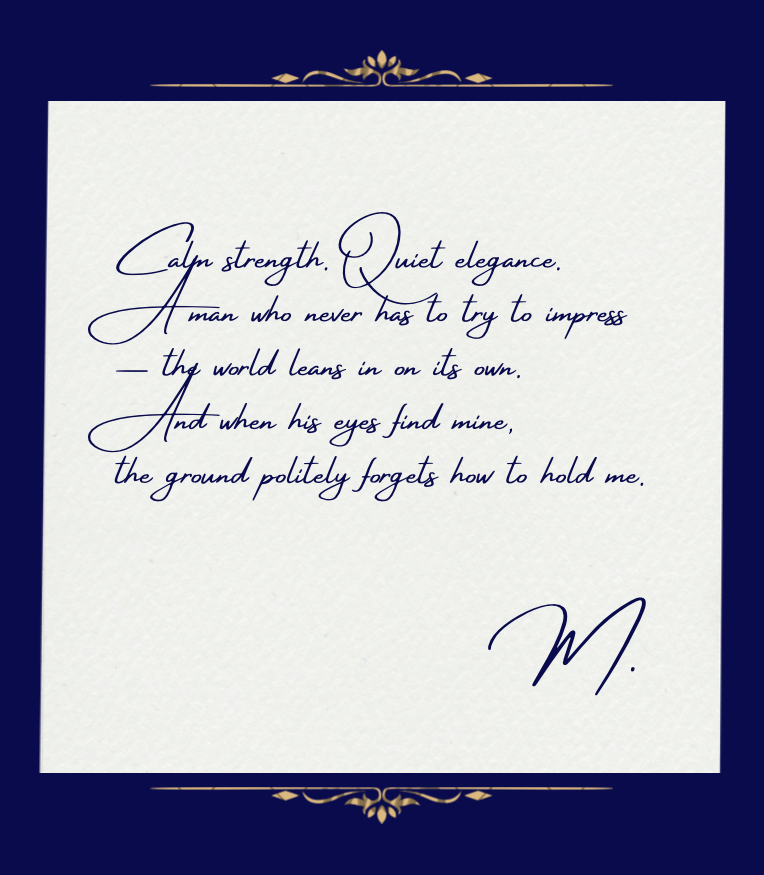 Calm strength. Quiet elegance.
A man who never has to try to impress
— the world leans in on its own.
And when his eyes find mine,
the ground politely forgets how to hold me.
M.